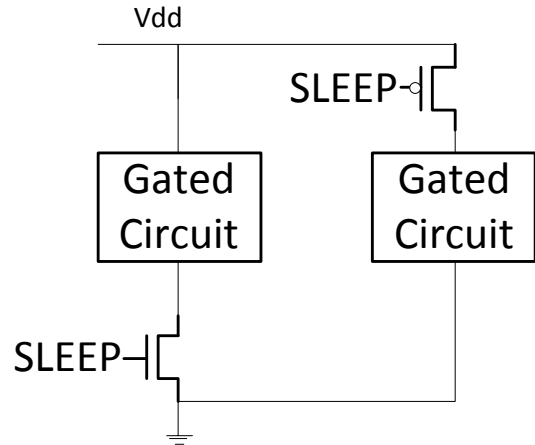 Vdd
SLEEP
Gated
Circuit
Gated
Circuit
SLEEP